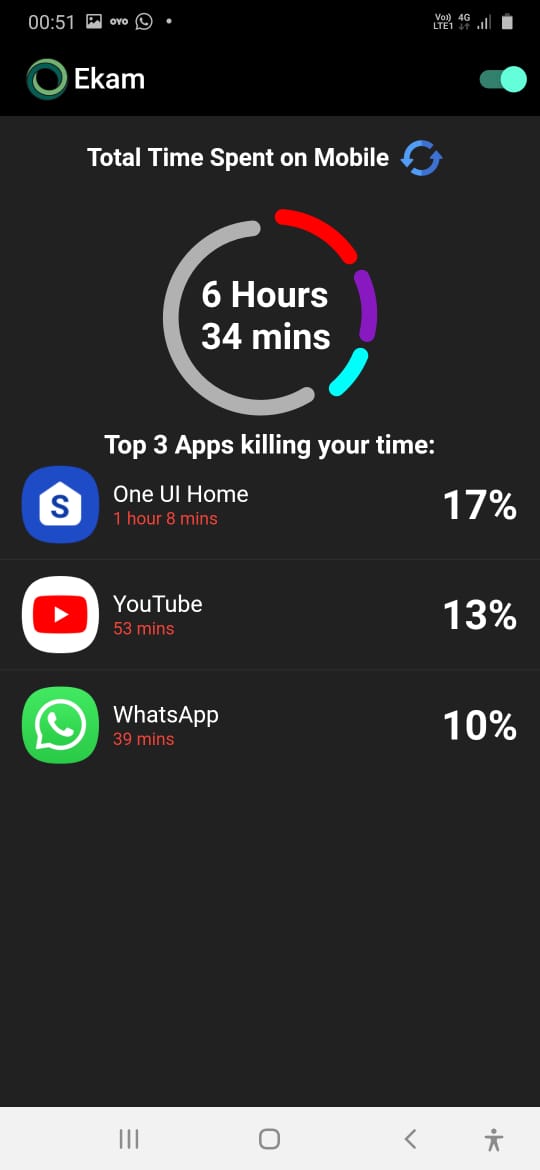 00:51 OYO Vo)) 4G
LTE1
Ekam
Total Time Spent on Mobile
6 Hours
34 mins
Top 3 Apps killing your time:
S One UI Home 17%
1 hour 8 mins
YouTube 13%
53 mins
WhatsApp 10%
39 mins